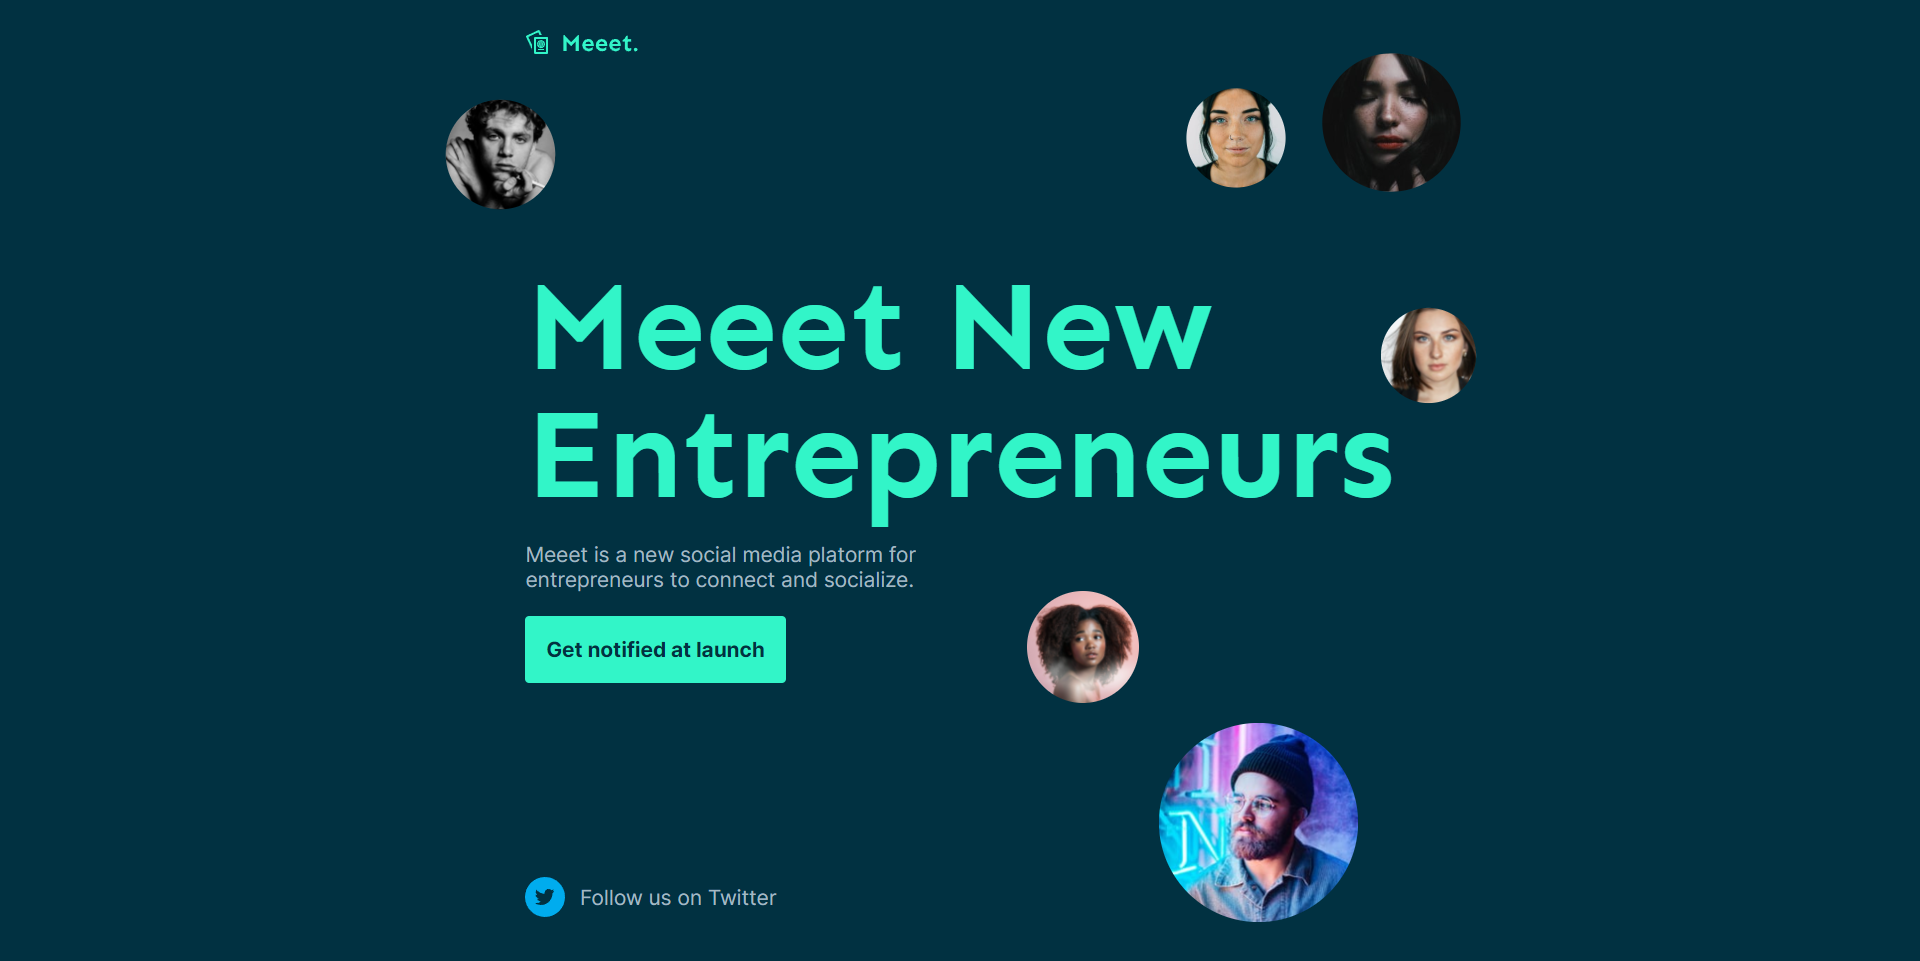 Meeet.
Meeet New
Entrepreneurs
Meeet is a new social media platorm for
entrepreneurs to connect and socialize.
Get notified at launch
Follow us on Twitter
N